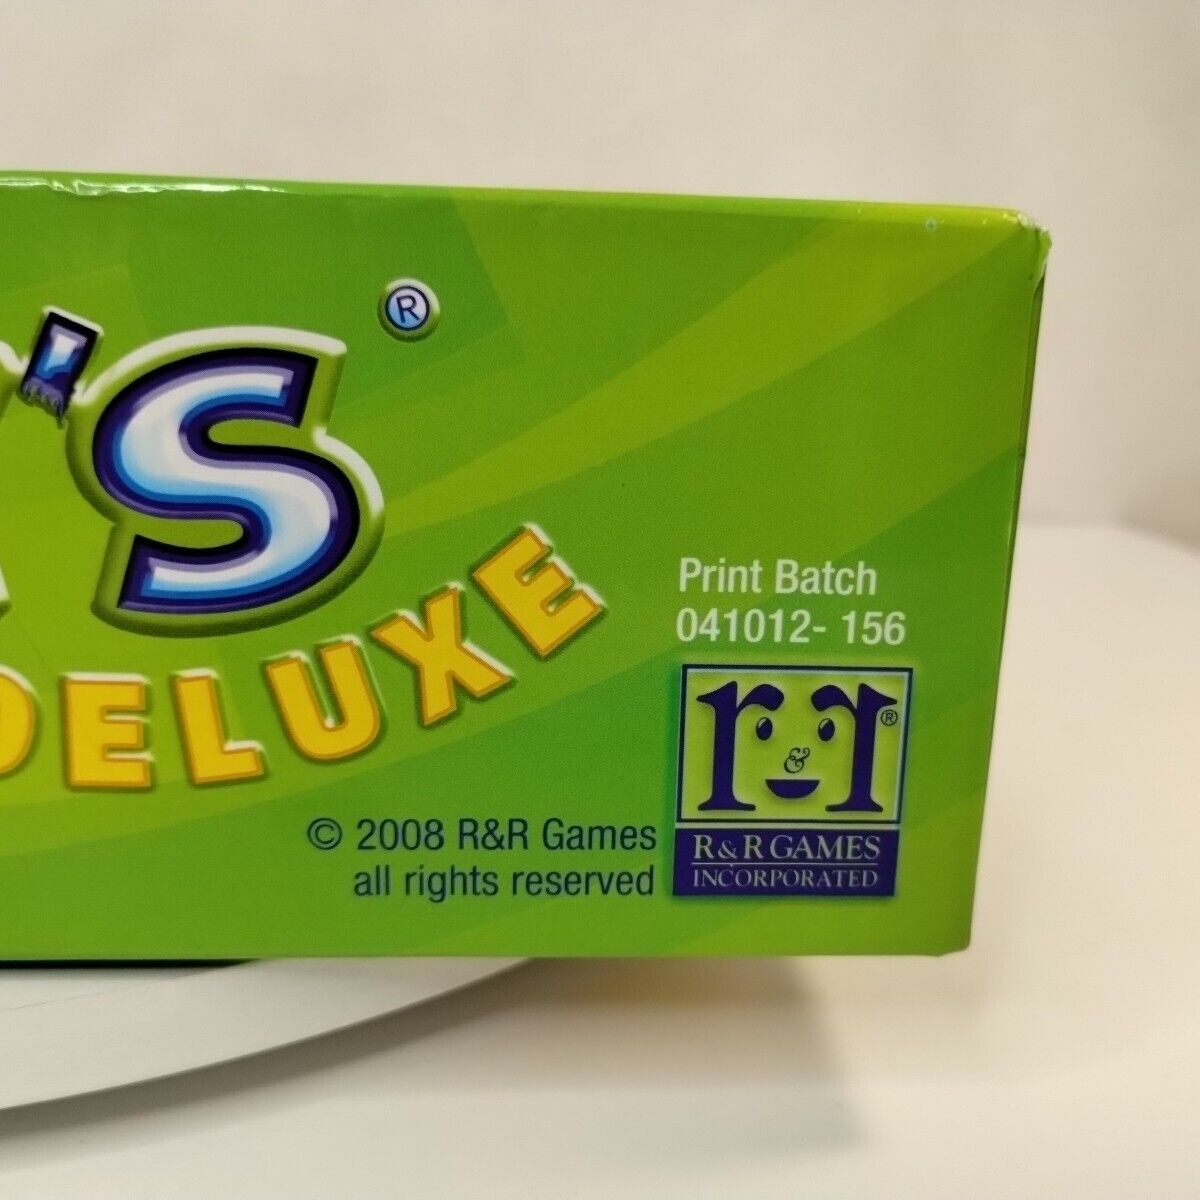 'S ®
DELUXE
Print Batch
041012- 156
r & r ®
R & R GAMES
INCORPORATED
© 2008 R&R Games
all rights reserved